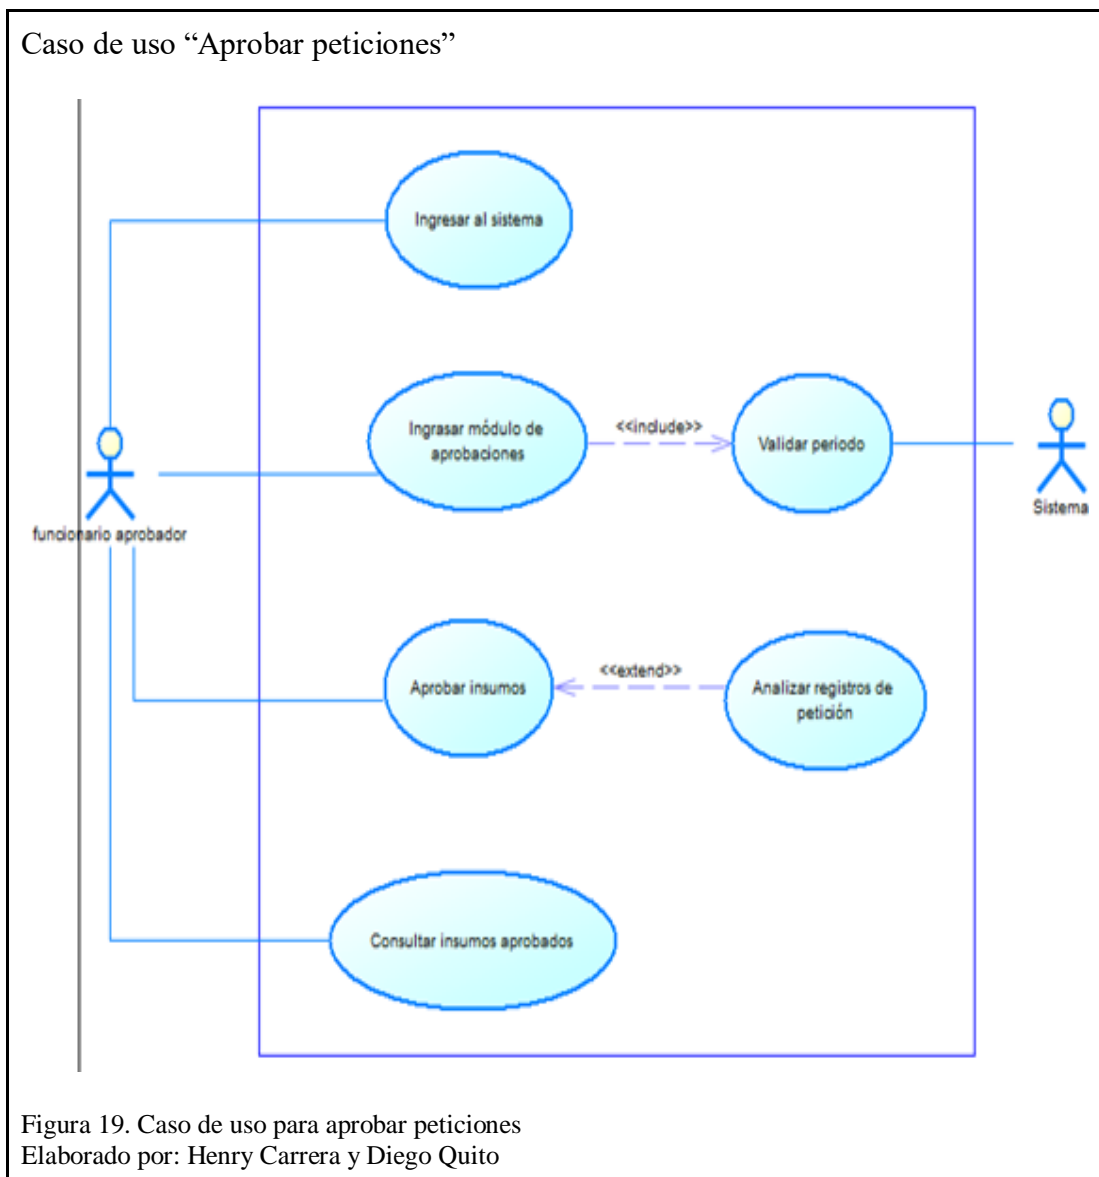 Caso de uso “Aprobar peticiones”
Ingresar al sistema
Ingrasar módulo de
aprobaciones
<<include>>
Validar periodo
Sistema
funcionario aprobador
Aprobar insumos
<<extend>>
Analizar registros de
petición
Consultar insumos aprobados
Figura 19. Caso de uso para aprobar peticiones
Elaborado por: Henry Carrera y Diego Quito